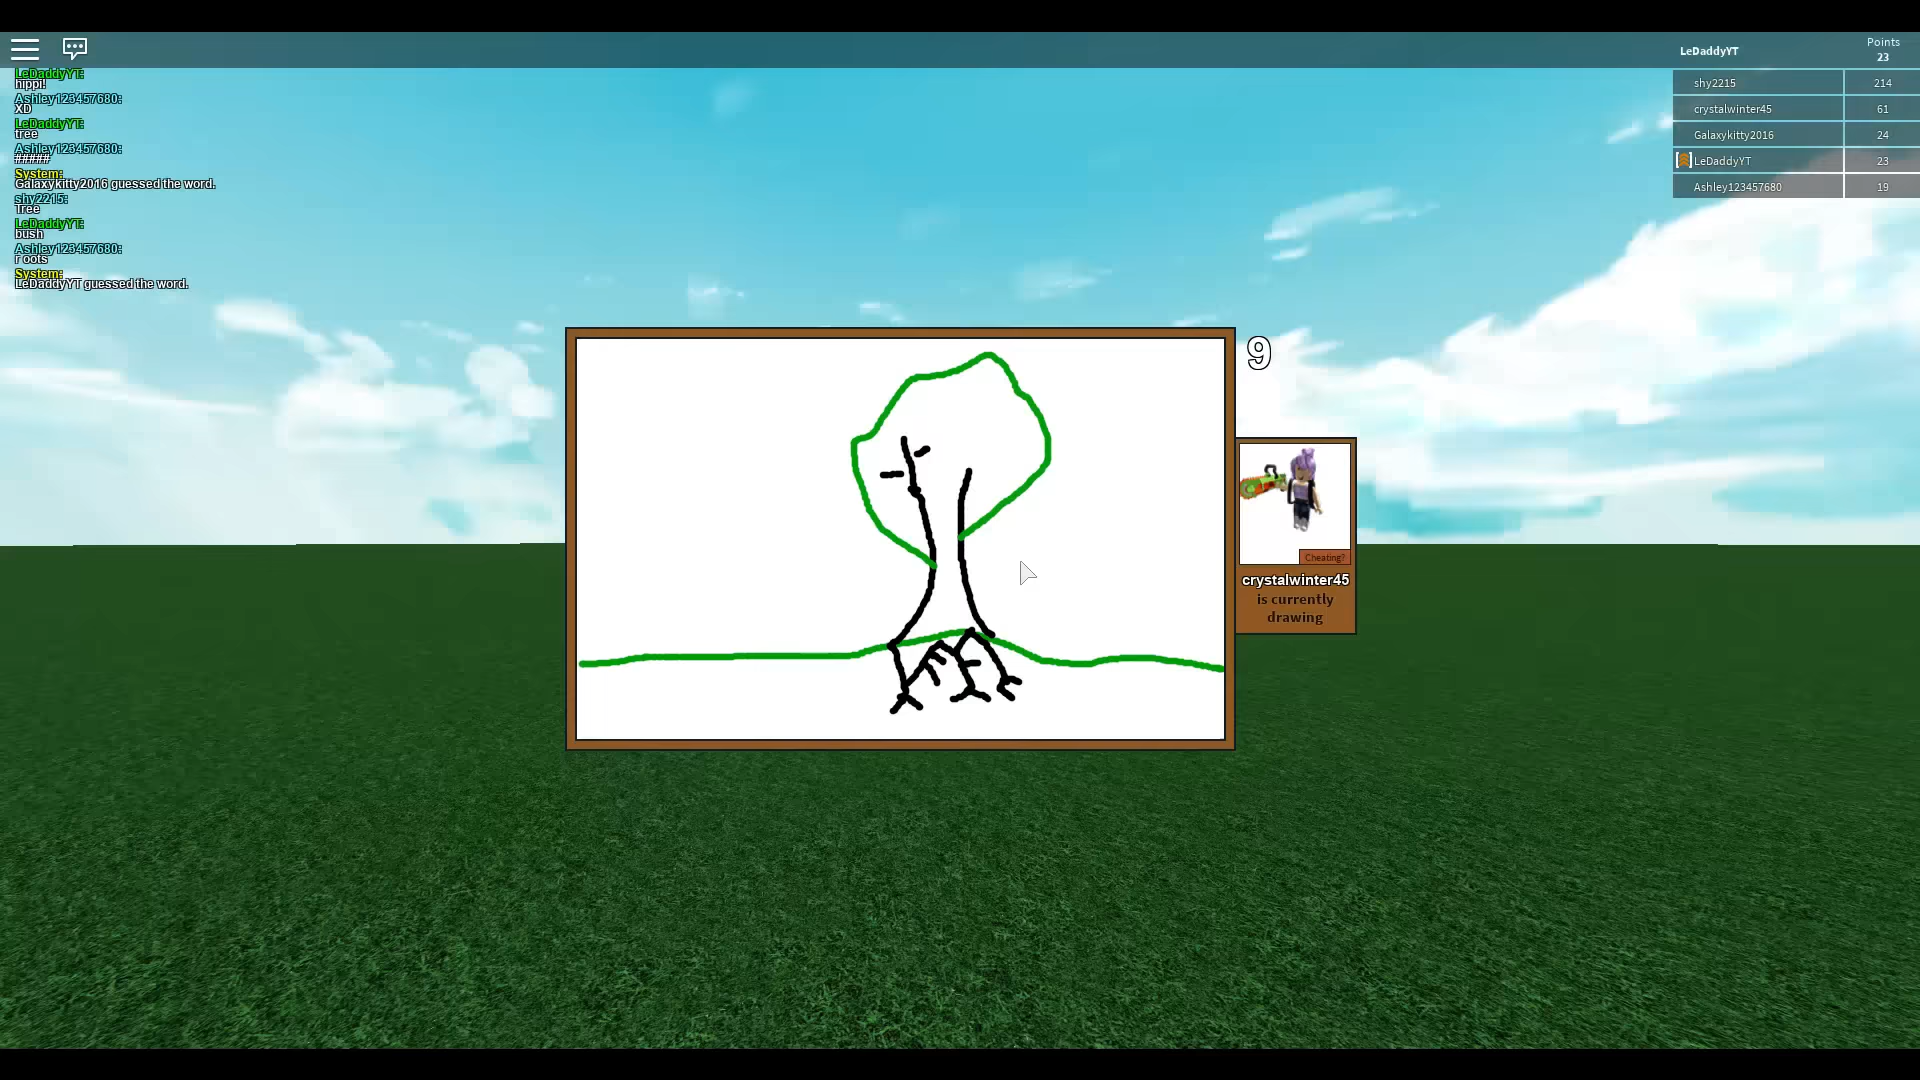 LeDaddyYT:
hippi!
Ashley123457680:
XD
LeDaddyYT:
tree
Ashley123457680:
#####
System:
Galaxykitty2016 guessed the word.
shy2215:
Tree
LeDaddyYT:
bush
Ashley123457680:
r oots
System:
LeDaddyYT guessed the word.
LeDaddyYT
Points
23
shy2215 214
crystalwinter45 61
Galaxykitty2016 24
LeDaddyYT 23
Ashley123457680 19
9
Cheating?
crystalwinter45
is currently
drawing